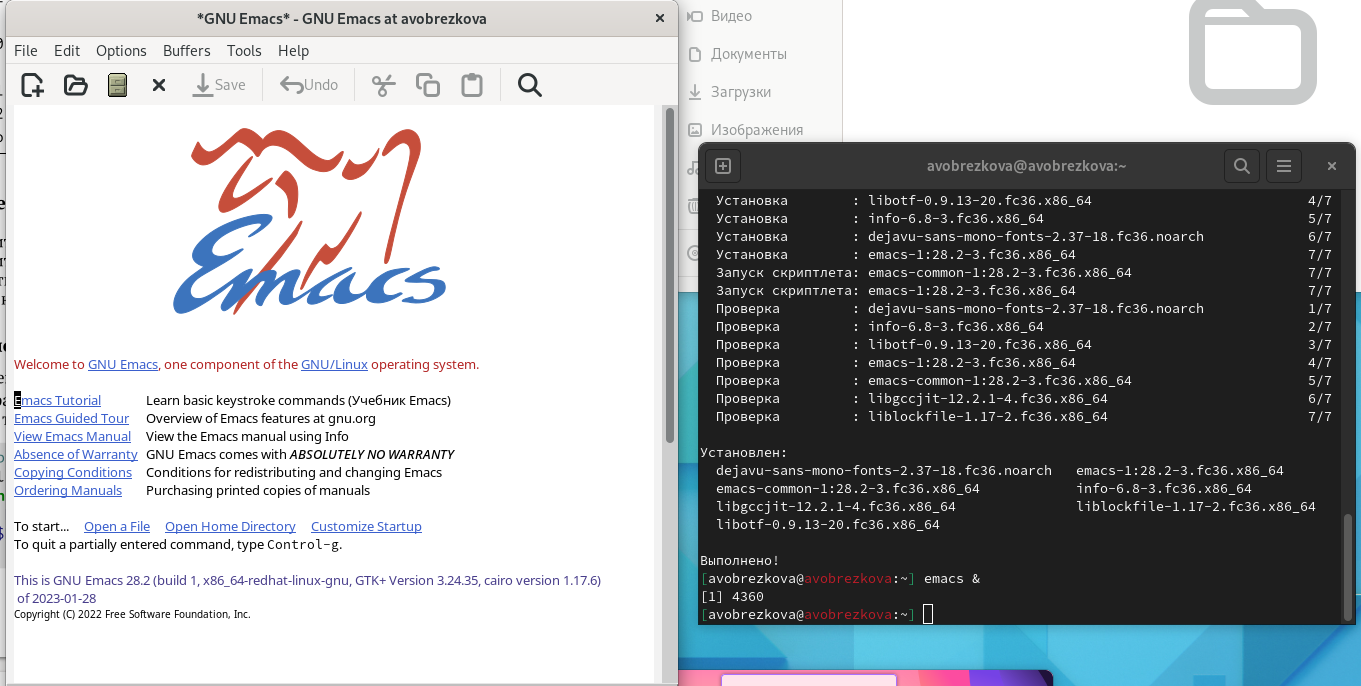 *GNU Emacs* - GNU Emacs at avobrezkova
File Edit Options Buffers Tools Help
Save Undo
Emacs
Welcome to GNU Emacs, one component of the GNU/Linux operating system.
Emacs Tutorial Learn basic keystroke commands (Учебник Emacs)
Emacs Guided Tour Overview of Emacs features at gnu.org
View Emacs Manual View the Emacs manual using Info
Absence of Warranty GNU Emacs comes with ABSOLUTELY NO WARRANTY
Copying Conditions Conditions for redistributing and changing Emacs
Ordering Manuals Purchasing printed copies of manuals
To start... Open a File Open Home Directory Customize Startup
To quit a partially entered command, type Control-g.
This is GNU Emacs 28.2 (build 1, x86_64-redhat-linux-gnu, GTK+ Version 3.24.35, cairo version 1.17.6)
of 2023-01-28
Copyright (C) 2022 Free Software Foundation, Inc.
Видео
Документы
Загрузки
Изображения
avobrezkova@avobrezkova:~
Установка : libotf-0.9.13-20.fc36.x86_64 4/7
Установка : info-6.8-3.fc36.x86_64 5/7
Установка : dejavu-sans-mono-fonts-2.37-18.fc36.noarch 6/7
Установка : emacs-1:28.2-3.fc36.x86_64 7/7
Запуск скриптлета: emacs-common-1:28.2-3.fc36.x86_64 7/7
Запуск скриптлета: emacs-1:28.2-3.fc36.x86_64 7/7
Проверка : dejavu-sans-mono-fonts-2.37-18.fc36.noarch 1/7
Проверка : info-6.8-3.fc36.x86_64 2/7
Проверка : libotf-0.9.13-20.fc36.x86_64 3/7
Проверка : emacs-1:28.2-3.fc36.x86_64 4/7
Проверка : emacs-common-1:28.2-3.fc36.x86_64 5/7
Проверка : libgccjit-12.2.1-4.fc36.x86_64 6/7
Проверка : liblockfile-1.17-2.fc36.x86_64 7/7
Установлен:
dejavu-sans-mono-fonts-2.37-18.fc36.noarch emacs-1:28.2-3.fc36.x86_64
emacs-common-1:28.2-3.fc36.x86_64 info-6.8-3.fc36.x86_64
libgccjit-12.2.1-4.fc36.x86_64 liblockfile-1.17-2.fc36.x86_64
libotf-0.9.13-20.fc36.x86_64
Выполнено!
[avobrezkova@avobrezkova:~] emacs &
[1] 4360
[avobrezkova@avobrezkova:~]